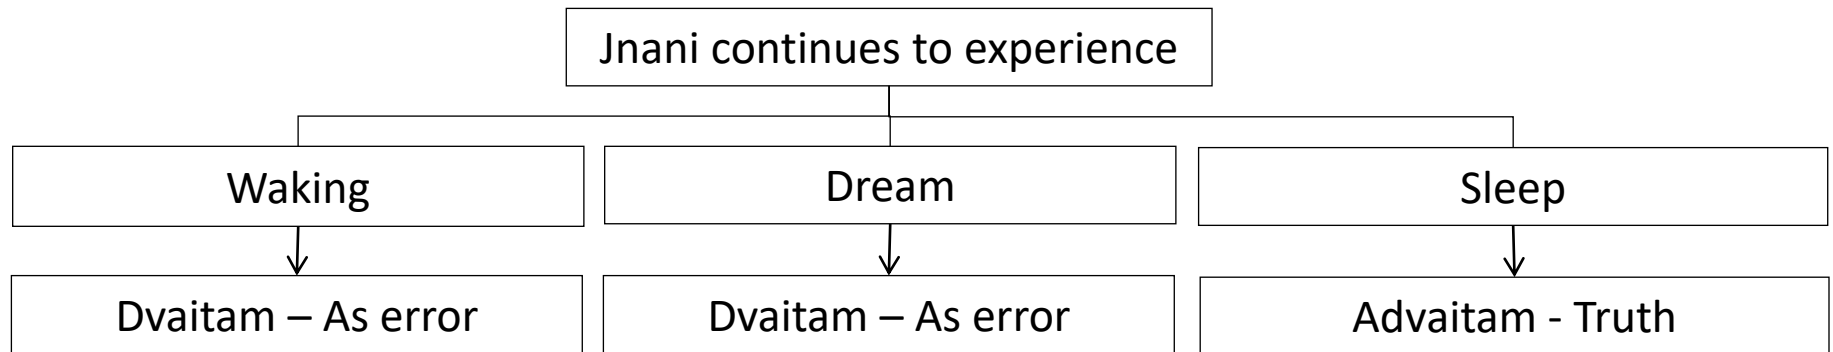 Jnani continues to experience
Waking
Dream
Sleep
Dvaitam – As error
Dvaitam – As error
Advaitam - Truth